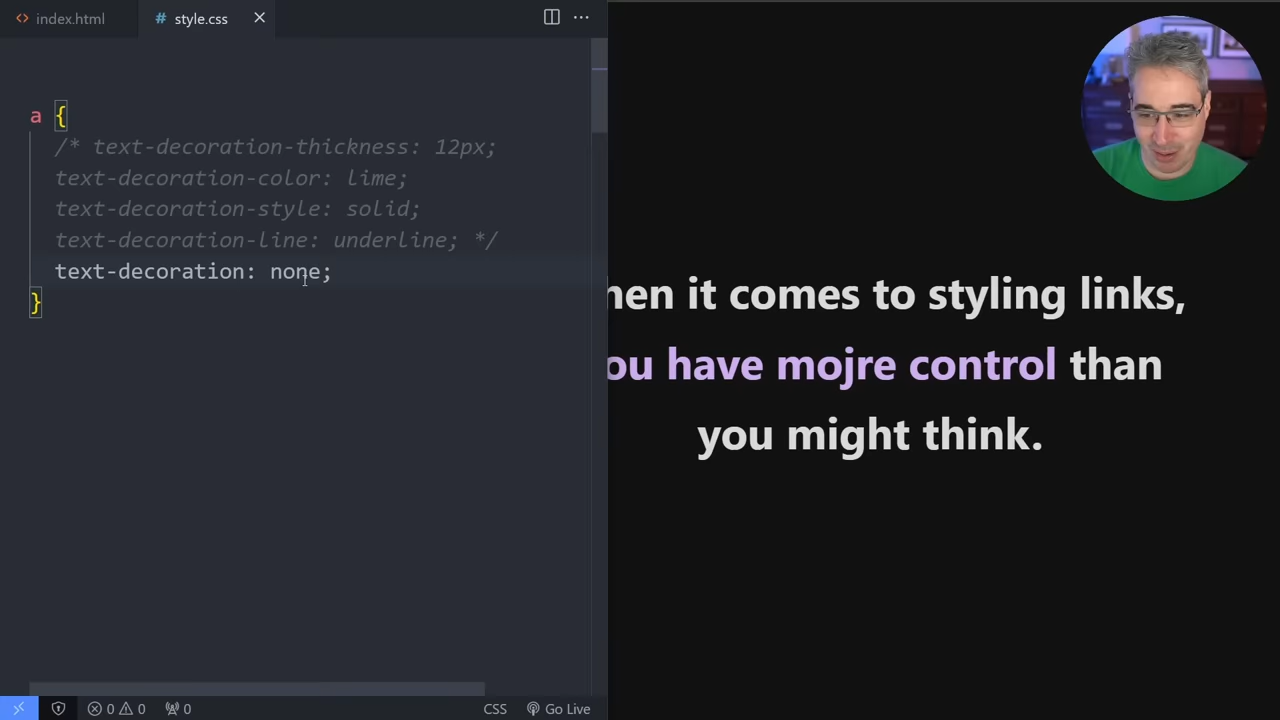 index.html
# style.css
a {
/* text-decoration-thickness: 12px;
text-decoration-color: lime;
text-decoration-style: solid;
text-decoration-line: underline; */
text-decoration: none;
}
hen it comes to styling links,
ou have mojre control than
you might think.
0 0 0 CSS Go Live